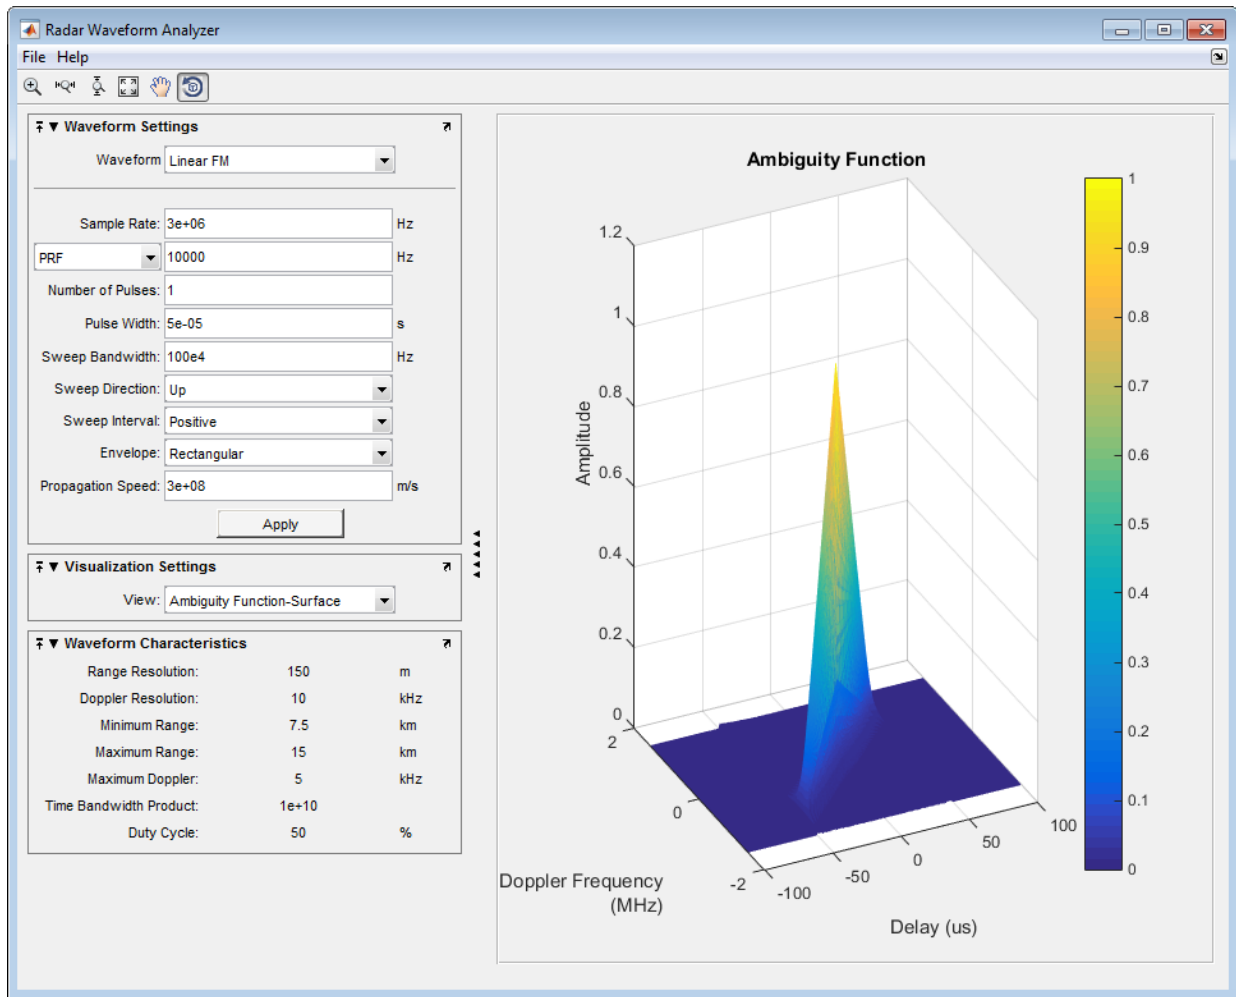 Radar Waveform Analyzer
File Help
Waveform Settings
Waveform Linear FM
Sample Rate: 3e+06 Hz
PRF 10000 Hz
Number of Pulses: 1
Pulse Width: 5e-05 s
Sweep Bandwidth: 100e4 Hz
Sweep Direction: Up
Sweep Interval: Positive
Envelope: Rectangular
Propagation Speed: 3e+08 m/s
Apply
Visualization Settings
View: Ambiguity Function-Surface
Waveform Characteristics
Range Resolution: 150 m
Doppler Resolution: 10 kHz
Minimum Range: 7.5 km
Maximum Range: 15 km
Maximum Doppler: 5 kHz
Time Bandwidth Product: 1e+10
Duty Cycle: 50 %
Ambiguity Function
1.2
1
0.8
0.6
0.4
0.2
0
Amplitude
2
0
-2
Doppler Frequency
(MHz)
-100
-50
0
50
100
Delay (us)
1
0.9
0.8
0.7
0.6
0.5
0.4
0.3
0.2
0.1
0